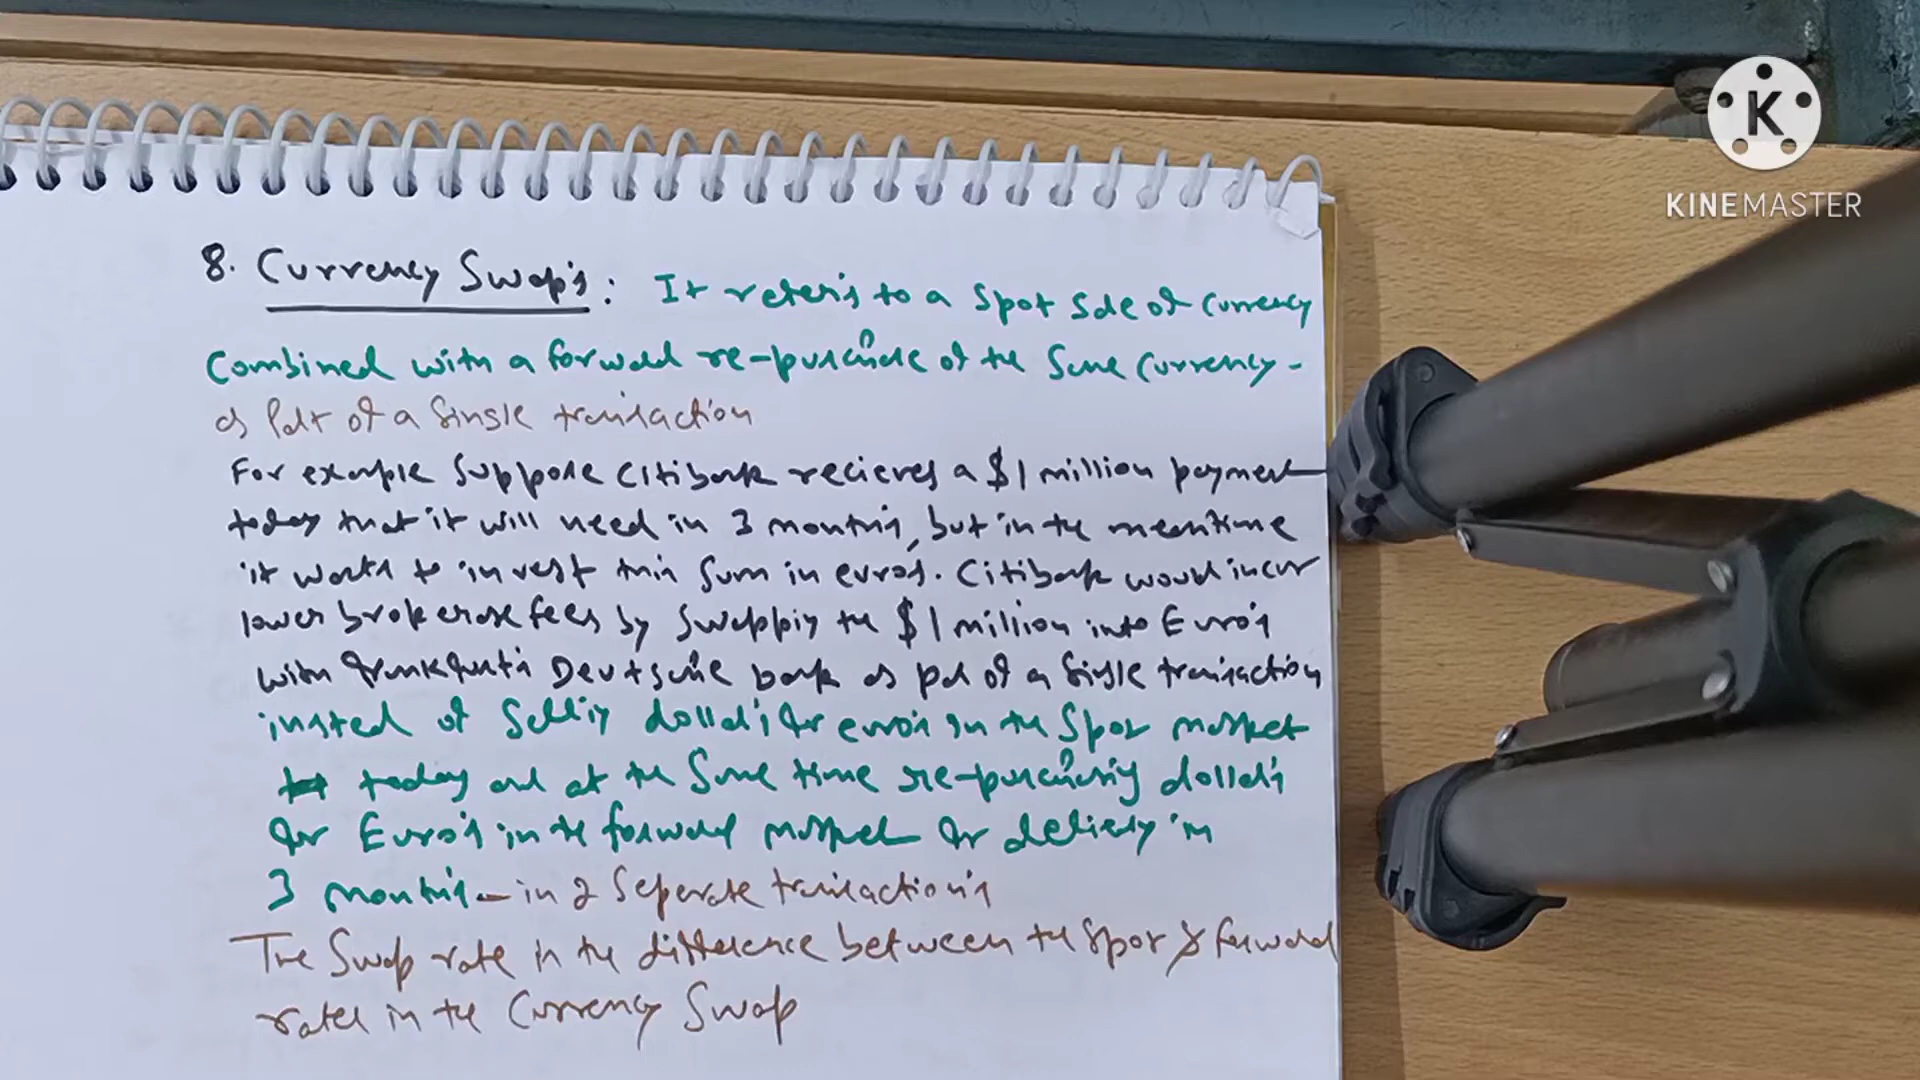 8. Currency Swap's: It refers to a spot sale of currency
combined with a forward re-purchase of the same currency -
as part of a single transaction
For example suppose Citibank recieves a $1 million payment
today that it will need in 3 months, but in the meantime
it wants to invest this sum in euros. Citibank would incur
lower brokerage fees by swapping the $1 million into Euro's
with Frankfurt's Deutsche bank as part of a single transaction
insted of selling dollar's for euro's in the spot market
today and at the same time re-purchasing dollar's
for Euro's in the forward market for delivery in
3 months - in 2 seperate transaction's
The Swap rate is the difference between the spot & forward
rates in the Currency Swap
K
KINEMASTER